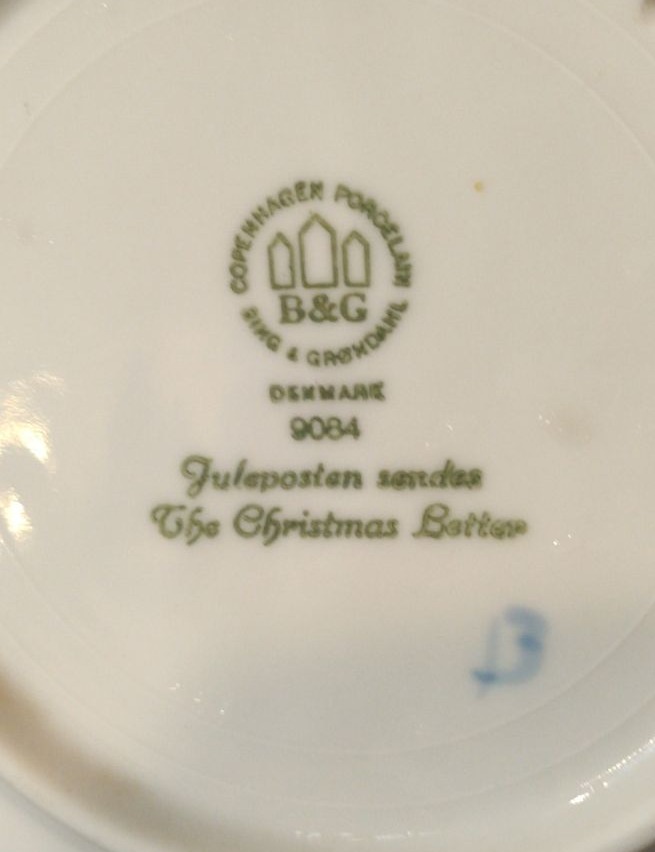 COPENHAGEN PORCELAIN
B&G
BING & GRØNDAHL
DENMARK
9084
Juleposten sendes
The Christmas Letter